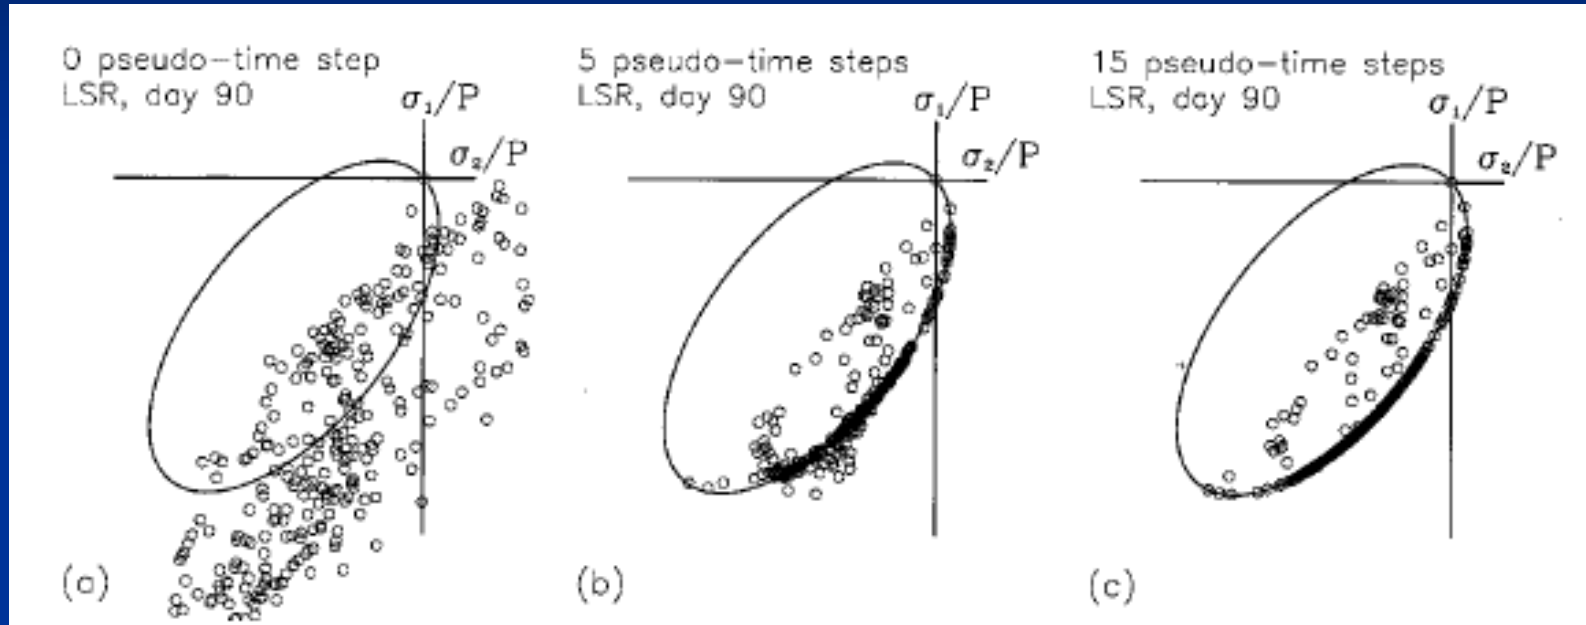 0 pseudo-time step
LSR, day 90
σ₁/P
σ₂/P
(a)
5 pseudo-time steps
LSR, day 90
σ₁/P
σ₂/P
(b)
15 pseudo-time steps
LSR, day 90
σ₁/P
σ₂/P
(c)